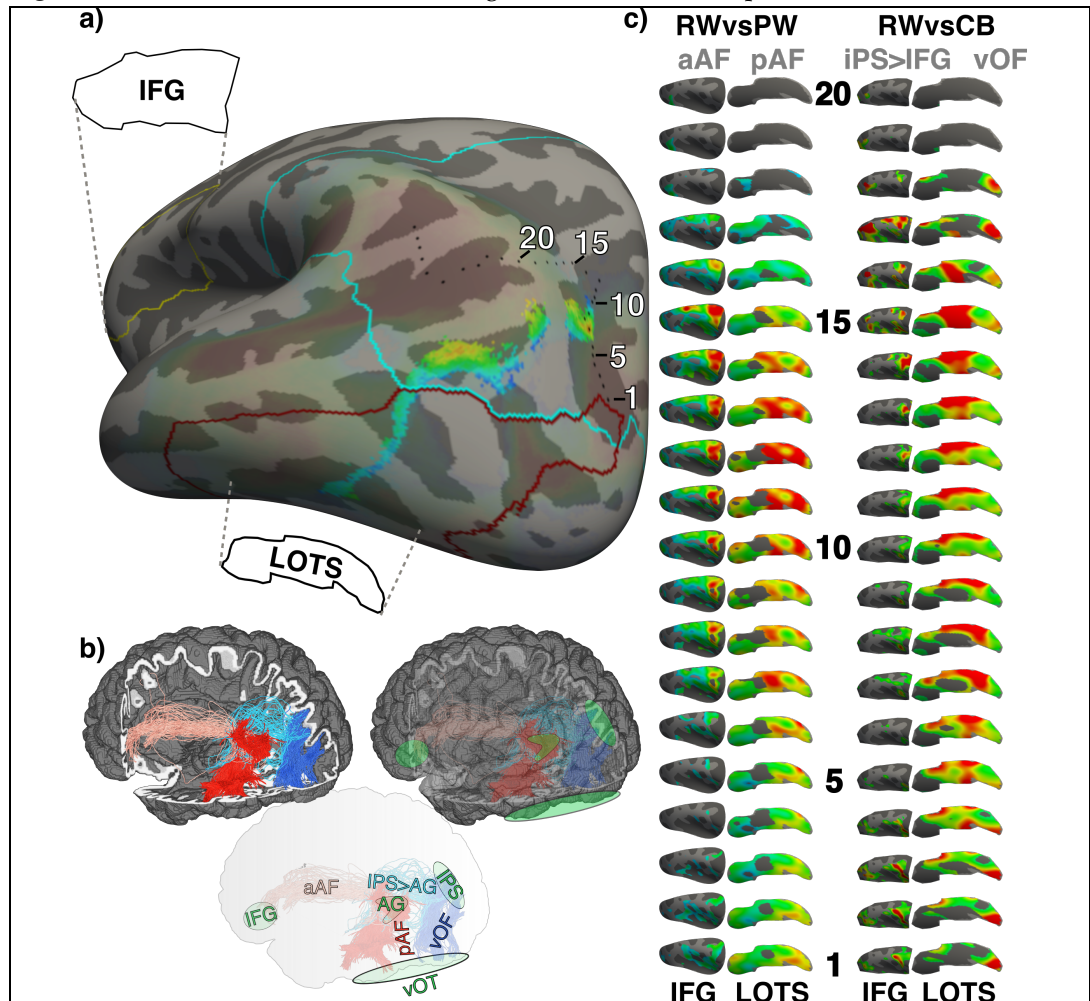 a)
IFG
20
15
10
5
1
LOTS
b)
aAF
IPS>AG
IPS
AG
IFG
pAF
vOF
vOT
c)
RWvsPW RWvsCB
aAF pAF iPS>IFG vOF
20
15
10
5
1
IFG LOTS IFG LOTS